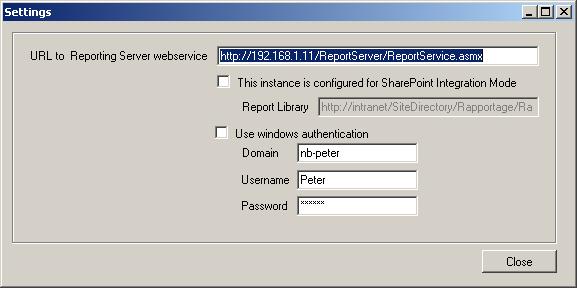 Settings
URL to Reporting Server webservice http://192.168.1.11/ReportServer/ReportService.asmx
This instance is configured for SharePoint Integration Mode
Report Library http://intranet/SiteDirectory/Rapportage/Ra
Use windows authentication
Domain nb-peter
Username Peter
Password ******
Close